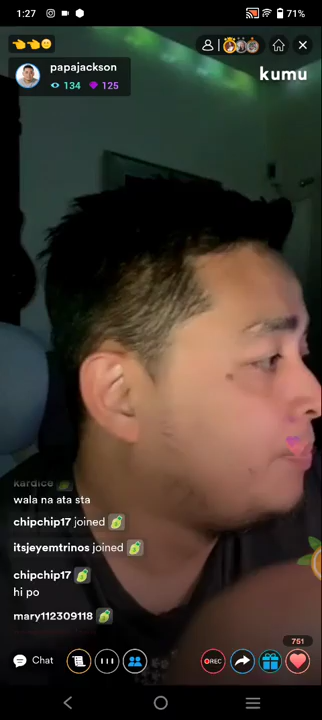 1:27
71%
papajackson
134 125
kumu
kardice
wala na ata sta
chipchip17 joined
itsjeyemtrinos joined
chipchip17
hi po
mary112309118
751
Chat
REC